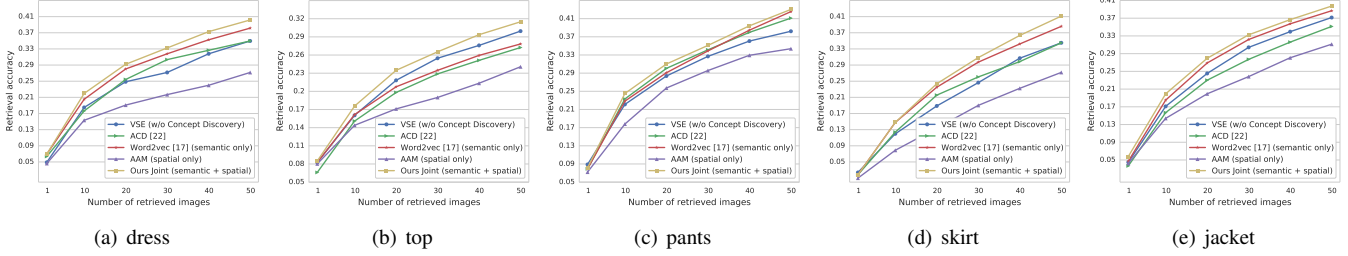 Retrieval accuracy
0.41
0.37
0.33
0.29
0.25
0.21
0.17
0.13
0.09
0.05
VSE (w/o Concept Discovery)
ACD [22]
Word2vec [17] (semantic only)
AAM (spatial only)
Ours Joint (semantic + spatial)
1 10 20 30 40 50
Number of retrieved images
(a) dress
Retrieval accuracy
0.32
0.29
0.26
0.23
0.2
0.17
0.14
0.11
0.08
0.05
VSE (w/o Concept Discovery)
ACD [22]
Word2vec [17] (semantic only)
AAM (spatial only)
Ours Joint (semantic + spatial)
1 10 20 30 40 50
Number of retrieved images
(b) top
Retrieval accuracy
0.41
0.37
0.33
0.29
0.25
0.21
0.17
0.13
0.09
0.05
VSE (w/o Concept Discovery)
ACD [22]
Word2vec [17] (semantic only)
AAM (spatial only)
Ours Joint (semantic + spatial)
1 10 20 30 40 50
Number of retrieved images
(c) pants
Retrieval accuracy
0.41
0.37
0.33
0.29
0.25
0.21
0.17
0.13
0.09
0.05
VSE (w/o Concept Discovery)
ACD [22]
Word2vec [17] (semantic only)
AAM (spatial only)
Ours Joint (semantic + spatial)
1 10 20 30 40 50
Number of retrieved images
(d) skirt
Retrieval accuracy
0.41
0.37
0.33
0.29
0.25
0.21
0.17
0.13
0.09
0.05
VSE (w/o Concept Discovery)
ACD [22]
Word2vec [17] (semantic only)
AAM (spatial only)
Ours Joint (semantic + spatial)
1 10 20 30 40 50
Number of retrieved images
(e) jacket